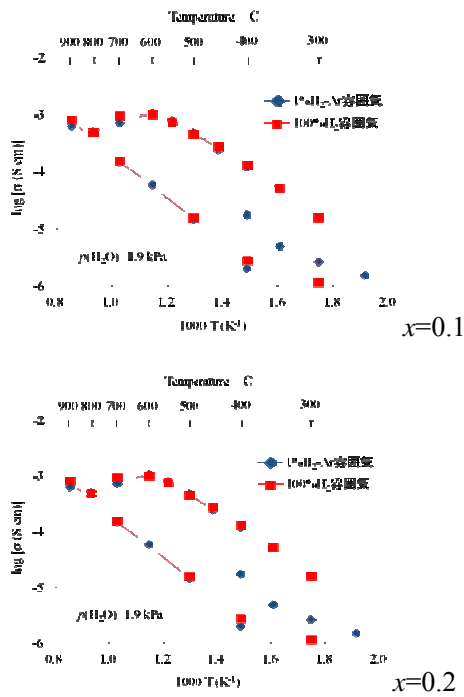 Temperature C
900 800 700 600 500 400 300
-2
-3
-4
-5
-6
log [σ (S cm)]
1%H₂-Ar雰囲気
100%H₂雰囲気
p(H₂O) 1.9 kPa
0.8 1.0 1.2 1.4 1.6 1.8 2.0
1000 T (K⁻¹)
x=0.1
Temperature C
900 800 700 600 500 400 300
-2
-3
-4
-5
-6
log [σ (S cm)]
1%H₂-Ar雰囲気
100%H₂雰囲気
p(H₂O) 1.9 kPa
0.8 1.0 1.2 1.4 1.6 1.8 2.0
1000 T (K⁻¹)
x=0.2